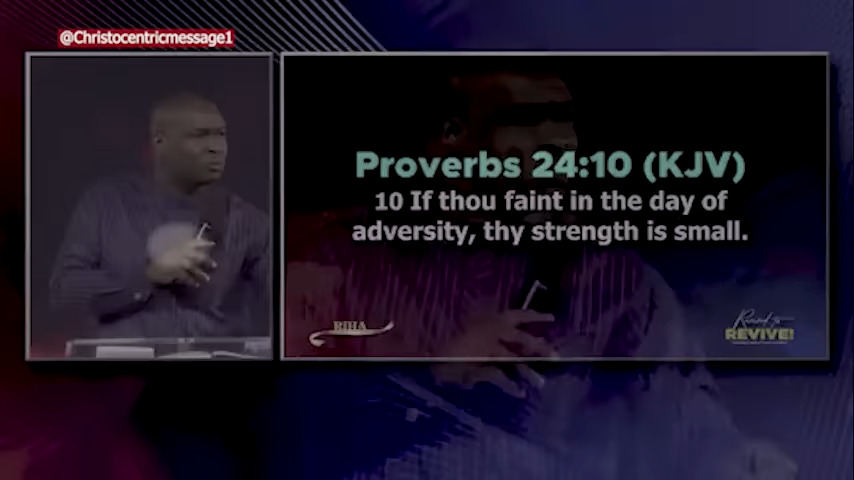 @Christocentricmessage1
Proverbs 24:10 (KJV)
10 If thou faint in the day of
adversity, thy strength is small.
REVIVE!